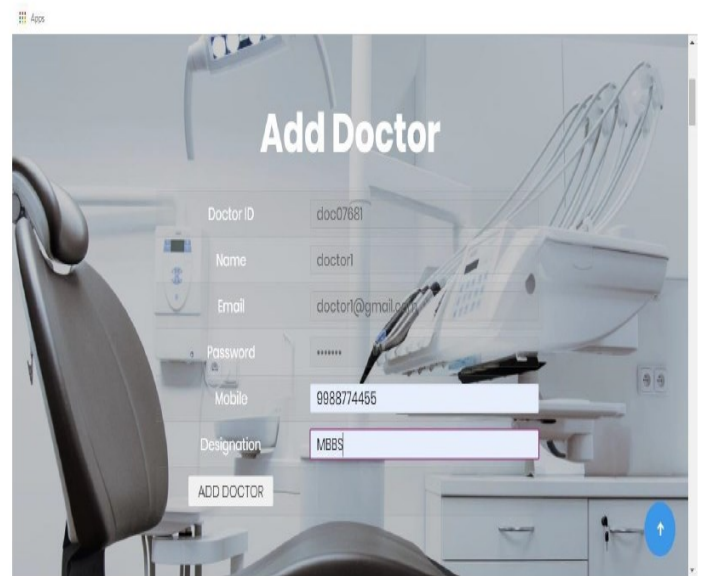 Apps
Add Doctor
Doctor ID doc07681
Name doctor1
Email doctor1@gmail.com
Password •••••••
Mobile 9988774455
Designation MBBS
ADD DOCTOR